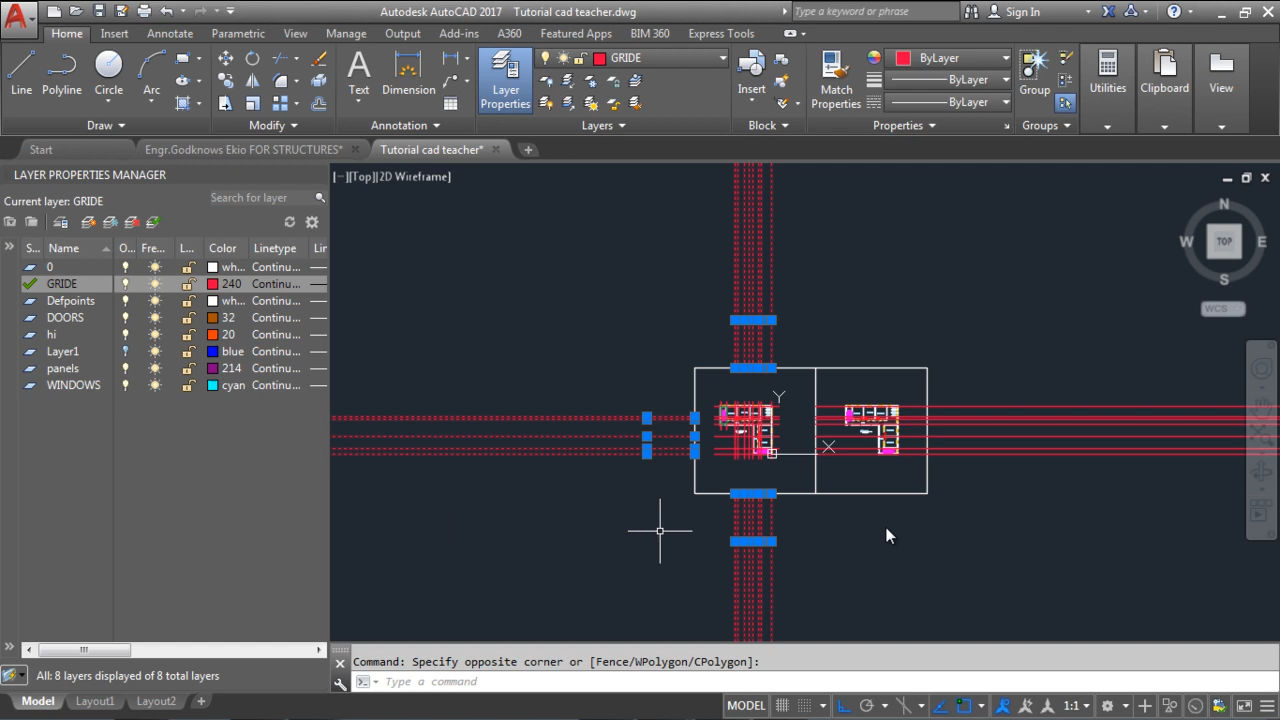 Autodesk AutoCAD 2017   Tutorial cad teacher.dwg
Type a keyword or phrase
Sign In
Home Insert Annotate Parametric View Manage Output Add-ins A360 Featured Apps BIM 360 Express Tools
GRIDE
ByLayer
ByLayer
ByLayer
Line Polyline Circle Arc
Text Dimension
Layer Properties
Insert
Match Properties
Group
Utilities
Clipboard
View
Draw Modify Annotation Layers Block Properties Groups
Start
Engr.Godknows Ekio FOR STRUCTURES*
Tutorial cad teacher*
LAYER PROPERTIES MANAGER
[−][Top][2D Wireframe]
Current layer: GRIDE
Search for layer
S... Name O... Fre... L... Color Linetype Lin
0 wh... Continu...
GRIDE 240 Continu...
Defpoints wh... Continu...
DOORS 32 Continu...
hi 20 Continu...
Layer1 blue Continu...
panels 214 Continu...
WINDOWS cyan Continu...
N
W TOP E
S
WCS
Y
X
Command: Specify opposite corner or [Fence/WPolygon/CPolygon]:
Type a command
All: 8 layers displayed of 8 total layers
Model Layout1 Layout2
MODEL
1:1